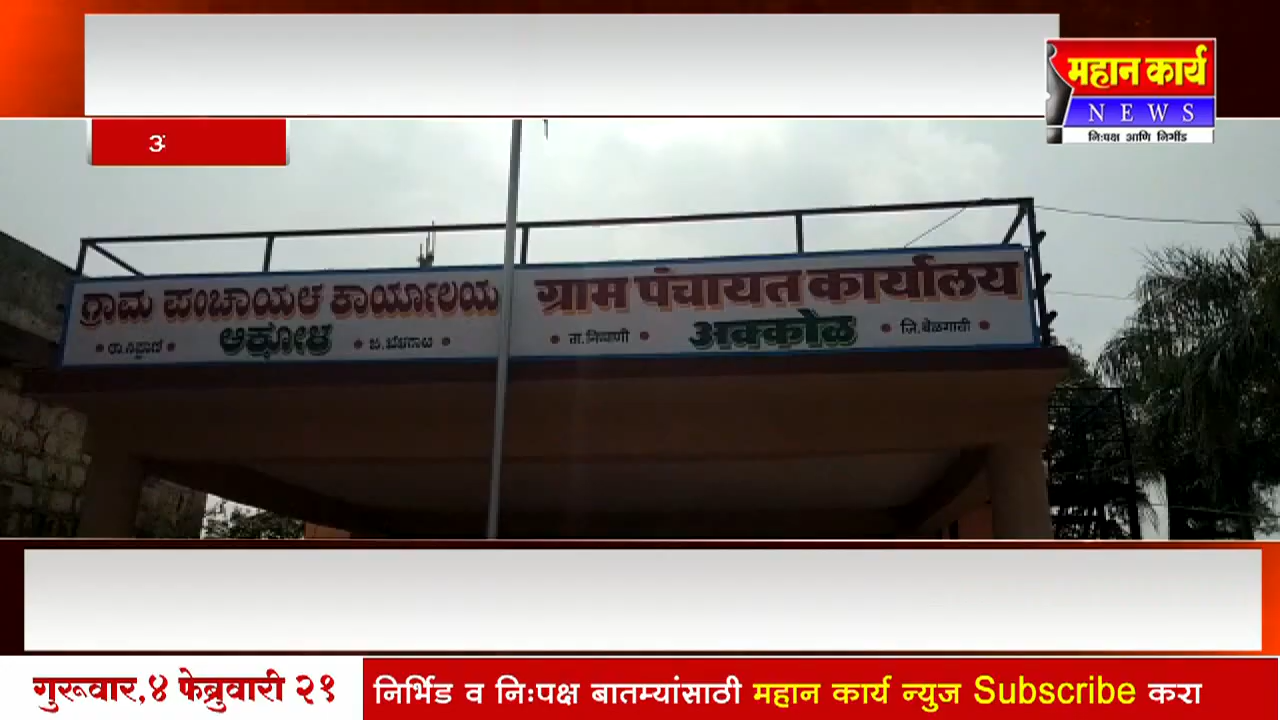 महान कार्य
NEWS
नि:पक्ष आणि निर्भीड
अ
ग्राम पंचायत कार्यालय
ता.निपाणी
अक्कोळ
जि.बेळगावी
ಗ್ರಾಮ ಪಂಚಾಯತ ಕಾರ್ಯಾಲಯ
ಅಕ್ಕೋಳ
गुरूवार,४ फेब्रुवारी २१
निर्भिड व नि:पक्ष बातम्यांसाठी महान कार्य न्युज Subscribe करा